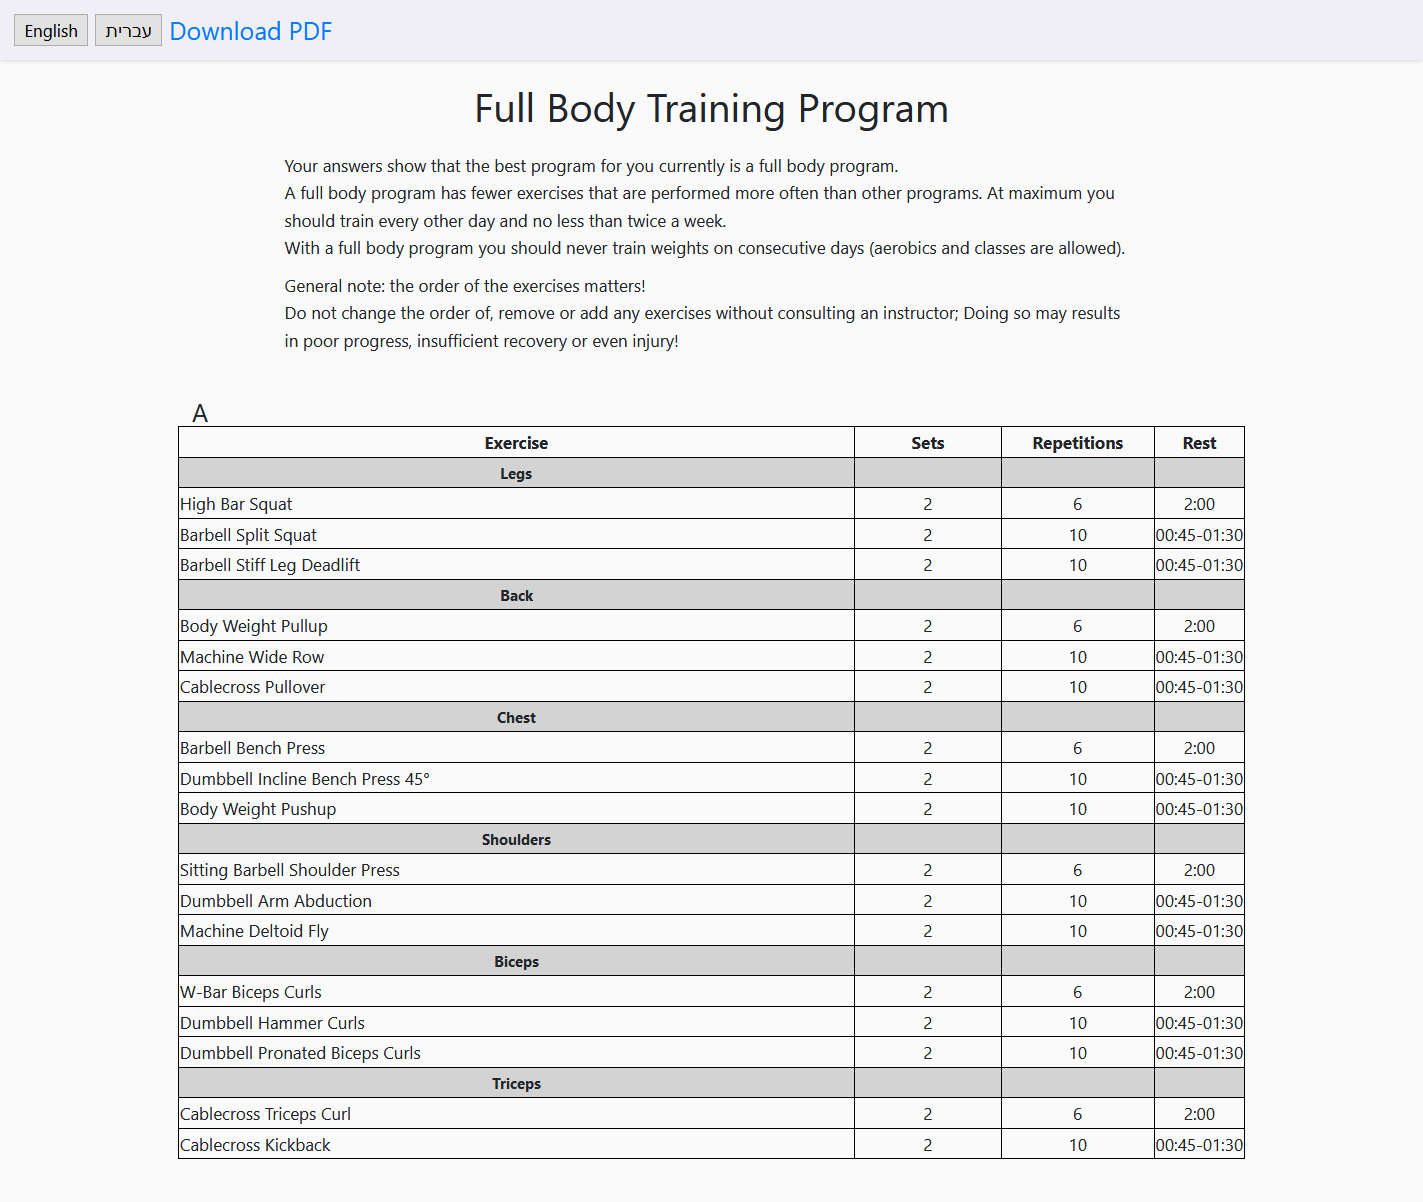 English עברית Download PDF
Full Body Training Program
Your answers show that the best program for you currently is a full body program.
A full body program has fewer exercises that are performed more often than other programs. At maximum you
should train every other day and no less than twice a week.
With a full body program you should never train weights on consecutive days (aerobics and classes are allowed).
General note: the order of the exercises matters!
Do not change the order of, remove or add any exercises without consulting an instructor; Doing so may results
in poor progress, insufficient recovery or even injury!
A
Exercise Sets Repetitions Rest
Legs
High Bar Squat 2 6 2:00
Barbell Split Squat 2 10 00:45-01:30
Barbell Stiff Leg Deadlift 2 10 00:45-01:30
Back
Body Weight Pullup 2 6 2:00
Machine Wide Row 2 10 00:45-01:30
Cablecross Pullover 2 10 00:45-01:30
Chest
Barbell Bench Press 2 6 2:00
Dumbbell Incline Bench Press 45° 2 10 00:45-01:30
Body Weight Pushup 2 10 00:45-01:30
Shoulders
Sitting Barbell Shoulder Press 2 6 2:00
Dumbbell Arm Abduction 2 10 00:45-01:30
Machine Deltoid Fly 2 10 00:45-01:30
Biceps
W-Bar Biceps Curls 2 6 2:00
Dumbbell Hammer Curls 2 10 00:45-01:30
Dumbbell Pronated Biceps Curls 2 10 00:45-01:30
Triceps
Cablecross Triceps Curl 2 6 2:00
Cablecross Kickback 2 10 00:45-01:30